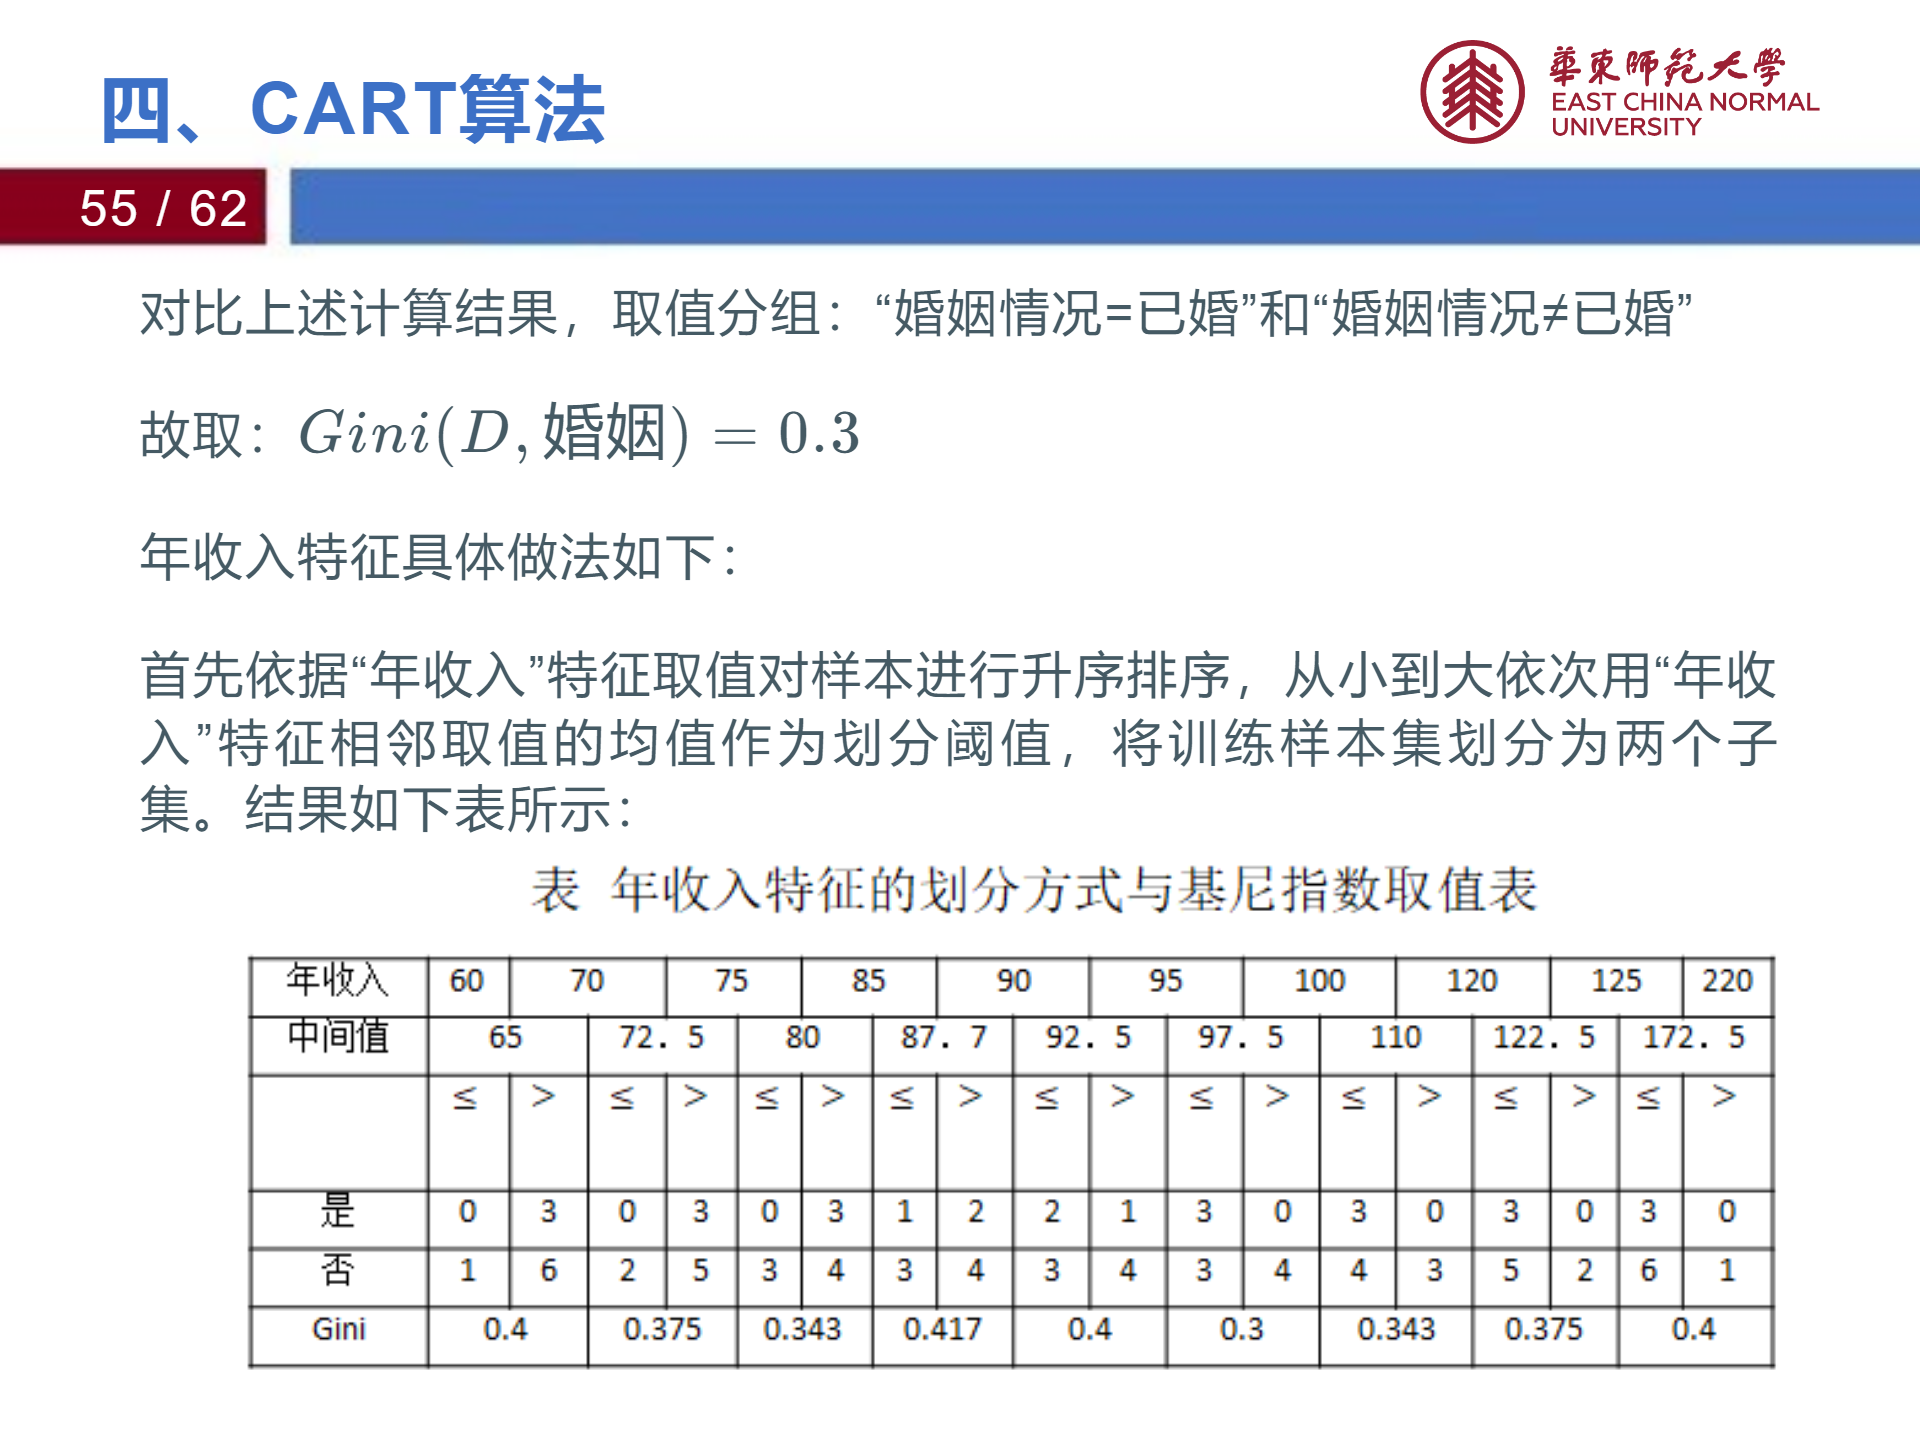 四、CART算法
華東師範大學
EAST CHINA NORMAL
UNIVERSITY
55 / 62
对比上述计算结果，取值分组：“婚姻情况=已婚”和“婚姻情况≠已婚”
故取：Gini(D,婚姻) = 0.3
年收入特征具体做法如下：
首先依据“年收入”特征取值对样本进行升序排序，从小到大依次用“年收
入”特征相邻取值的均值作为划分阈值，将训练样本集划分为两个子
集。结果如下表所示：
表 年收入特征的划分方式与基尼指数取值表
年收入 60 70 75 85 90 95 100 120 125 220
中间值 65 72.5 80 87.7 92.5 97.5 110 122.5 172.5
≤ > ≤ > ≤ > ≤ > ≤ > ≤ > ≤ > ≤ > ≤ >
是 0 3 0 3 0 3 1 2 2 1 3 0 3 0 3 0 3 0
否 1 6 2 5 3 4 3 4 3 4 3 4 4 3 5 2 6 1
Gini 0.4 0.375 0.343 0.417 0.4 0.3 0.343 0.375 0.4